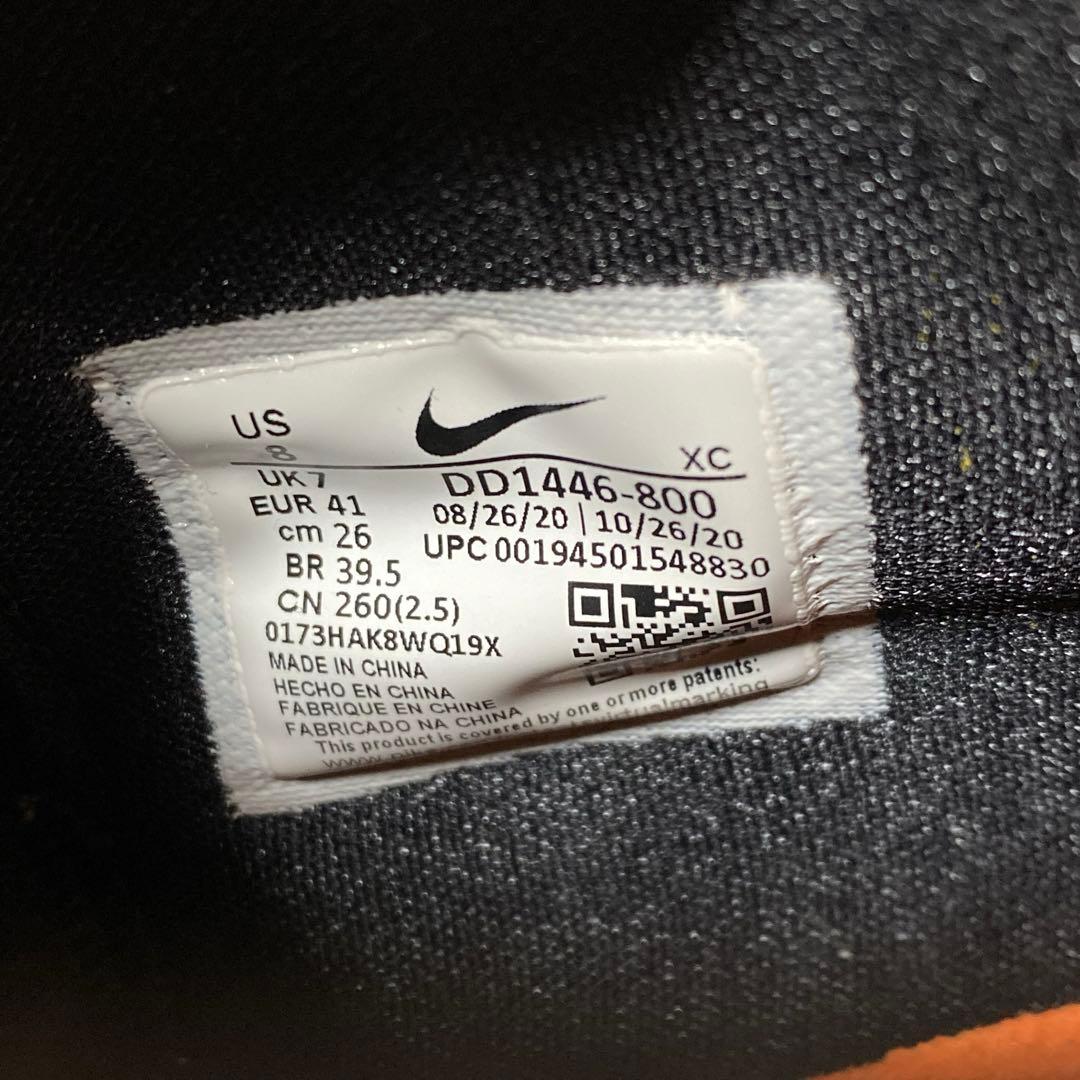 US
8
XC
UK 7
DD1446-800
EUR 41
08/26/20 | 10/26/20
cm 26
UPC 00194501548830
BR 39.5
CN 260(2.5)
0173HAK8WQ19X
MADE IN CHINA
HECHO EN CHINA
FABRIQUE EN CHINE
FABRICADO NA CHINA
This product is covered by one or more patents: